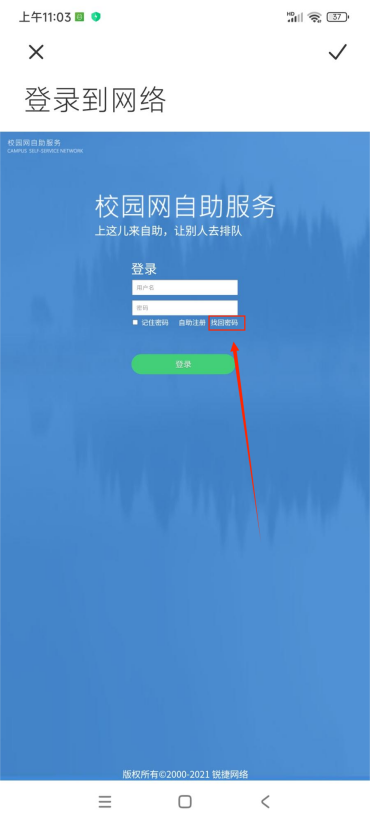 上午11:03
HD
37
登录到网络
校园网自助服务
CAMPUS SELF-SERVICE NETWORK
校园网自助服务
上这儿来自助，让别人去排队
登录
用户名
密码
记住密码 自助注册 找回密码
登录
版权所有©2000-2021 锐捷网络